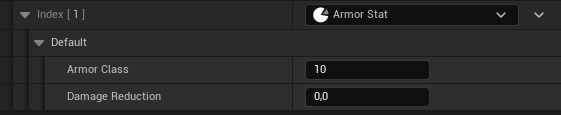 Index [ 1 ] Armor Stat
Default
Armor Class 10
Damage Reduction 0,0